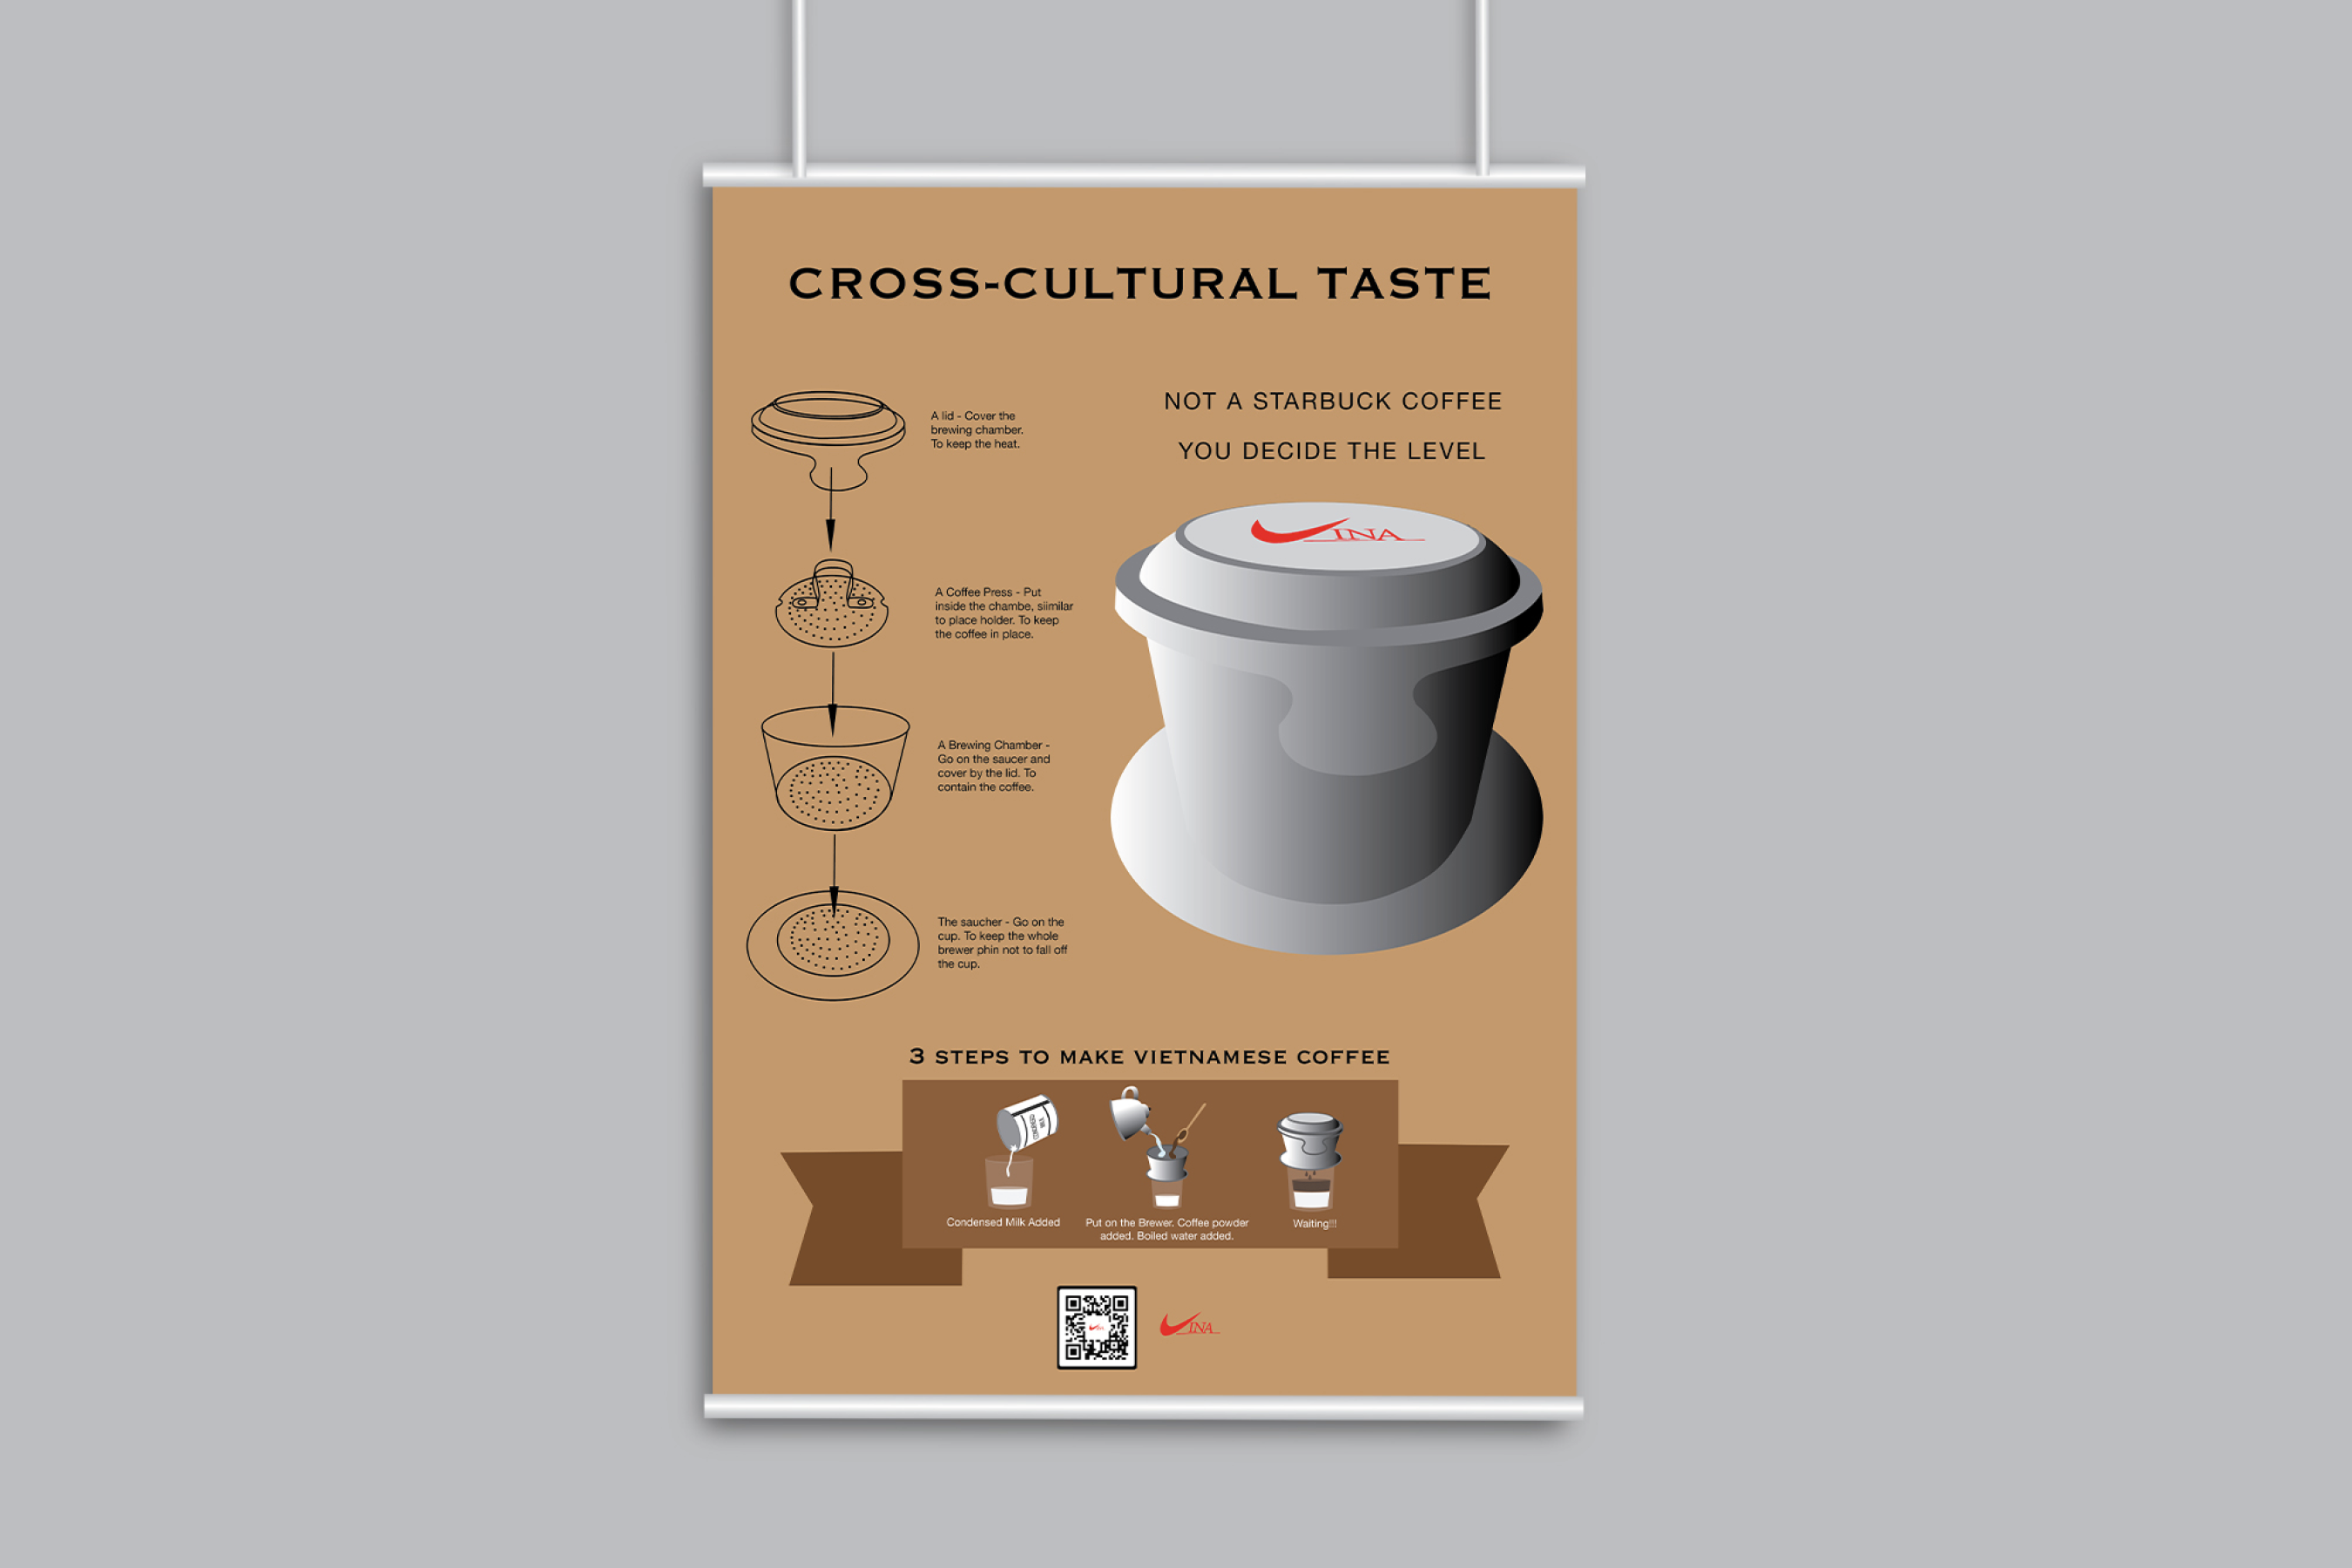 CROSS-CULTURAL TASTE
NOT A STARBUCK COFFEE
YOU DECIDE THE LEVEL
INA
A lid - Cover the
brewing chamber.
To keep the heat.
A Coffee Press - Put
inside the chambe, siimilar
to place holder. To keep
the coffee in place.
A Brewing Chamber -
Go on the saucer and
cover by the lid. To
contain the coffee.
The saucher - Go on the
cup. To keep the whole
brewer phin not to fall off
the cup.
3 STEPS TO MAKE VIETNAMESE COFFEE
Condensed Milk Added
Put on the Brewer. Coffee powder
added. Boiled water added.
Waiting!!!
INA